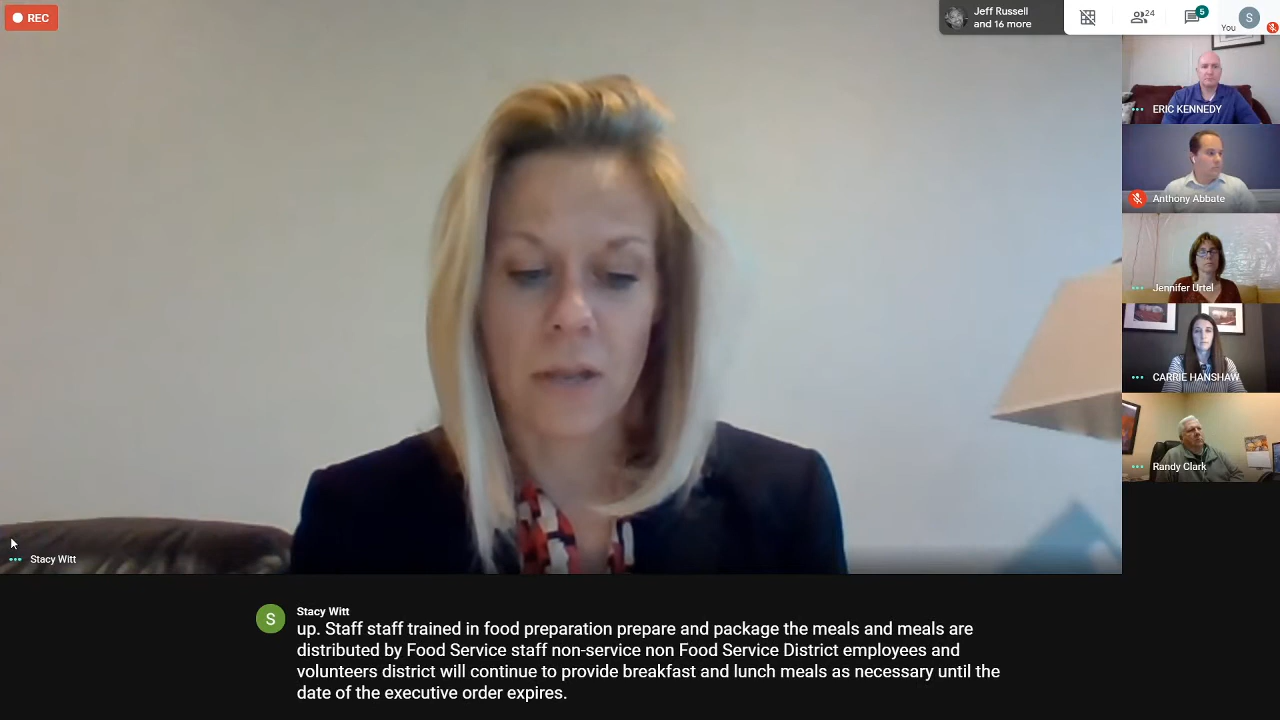 REC
Jeff Russell
and 16 more
24
5
S
You
ERIC KENNEDY
Anthony Abbate
Jennifer Urtel
CARRIE HANSHAW
Randy Clark
Stacy Witt
S
Stacy Witt
up. Staff staff trained in food preparation prepare and package the meals and meals are
distributed by Food Service staff non-service non Food Service District employees and
volunteers district will continue to provide breakfast and lunch meals as necessary until the
date of the executive order expires.